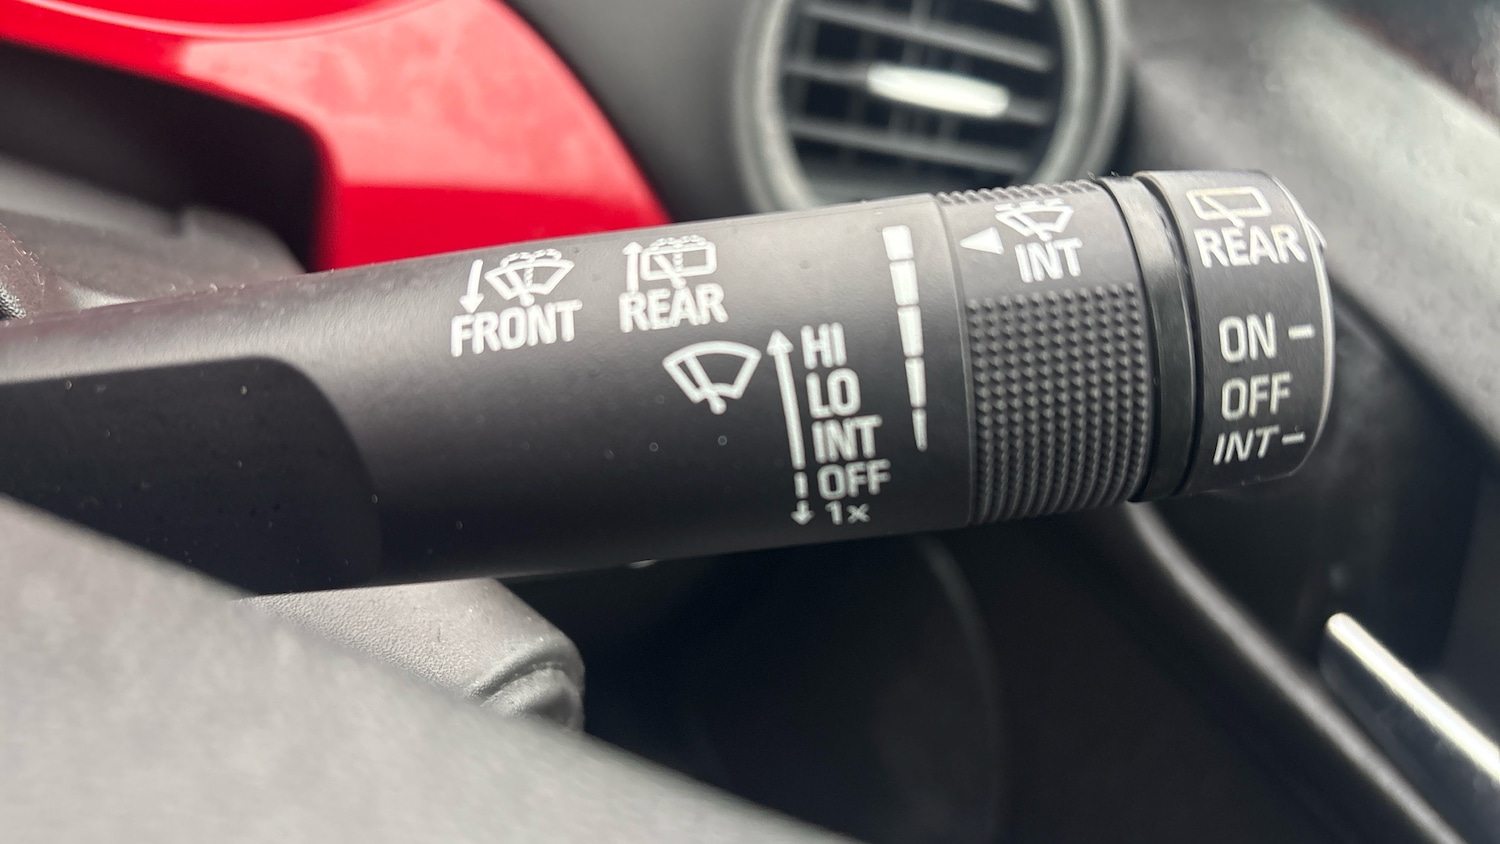 FRONT
REAR
HI
LO
INT
OFF
1x
INT
REAR
ON –
OFF
INT –